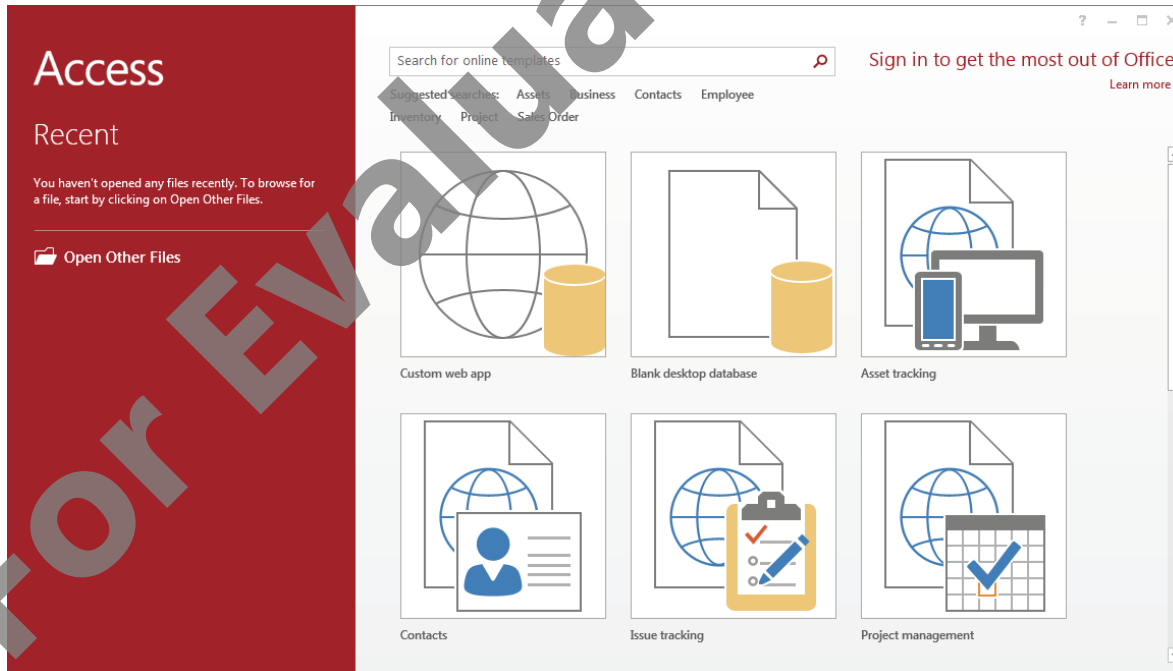 Access
Recent
You haven't opened any files recently. To browse for
a file, start by clicking on Open Other Files.
Open Other Files
?
Search for online templates
Suggested searches: Assets Business Contacts Employee
Inventory Project Sales Order
Sign in to get the most out of Office
Learn more
Custom web app
Blank desktop database
Asset tracking
Contacts
Issue tracking
Project management
For Evalua